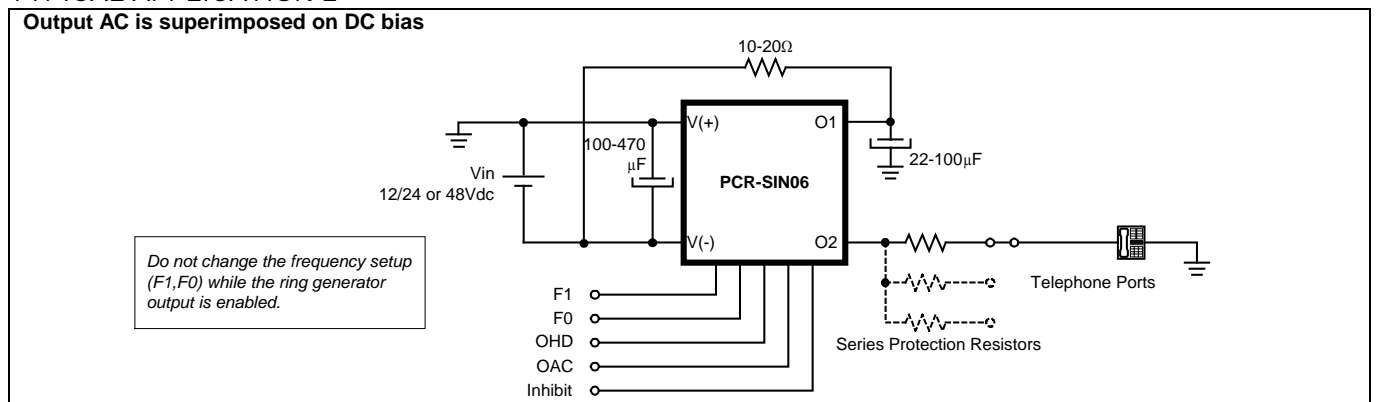 Output AC is superimposed on DC bias
10-20Ω
V(+)
O1
100-470
μF
22-100μF
Vin
12/24 or 48Vdc
PCR-SIN06
V(-)
O2
Do not change the frequency setup
(F1,F0) while the ring generator
output is enabled.
Telephone Ports
F1
F0
OHD
OAC
Inhibit
Series Protection Resistors